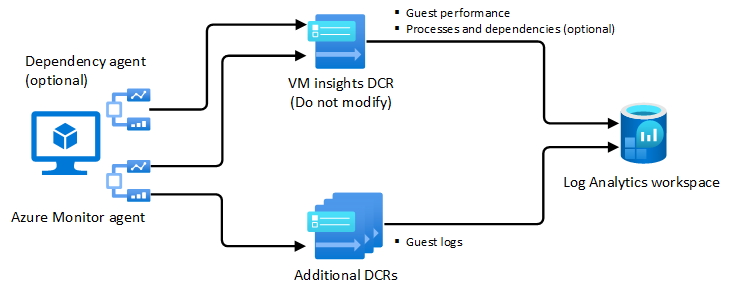 ▪ Guest performance
▪ Processes and dependencies (optional)
Dependency agent
(optional)
VM insights DCR
(Do not modify)
Log Analytics workspace
Azure Monitor agent
▪ Guest logs
Additional DCRs